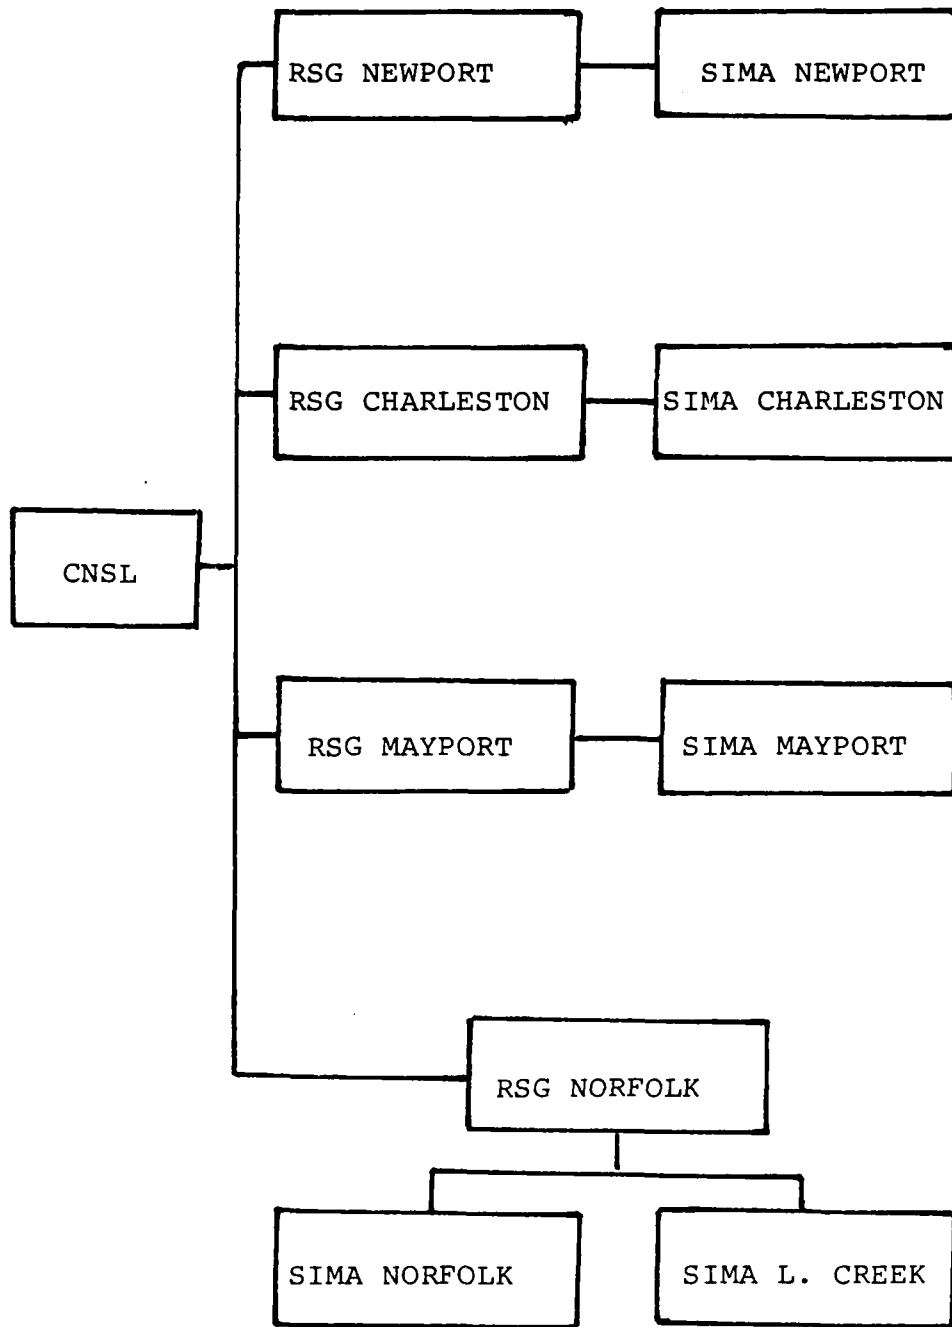 RSG NEWPORT
SIMA NEWPORT
RSG CHARLESTON
SIMA CHARLESTON
CNSL
RSG MAYPORT
SIMA MAYPORT
RSG NORFOLK
SIMA NORFOLK
SIMA L. CREEK